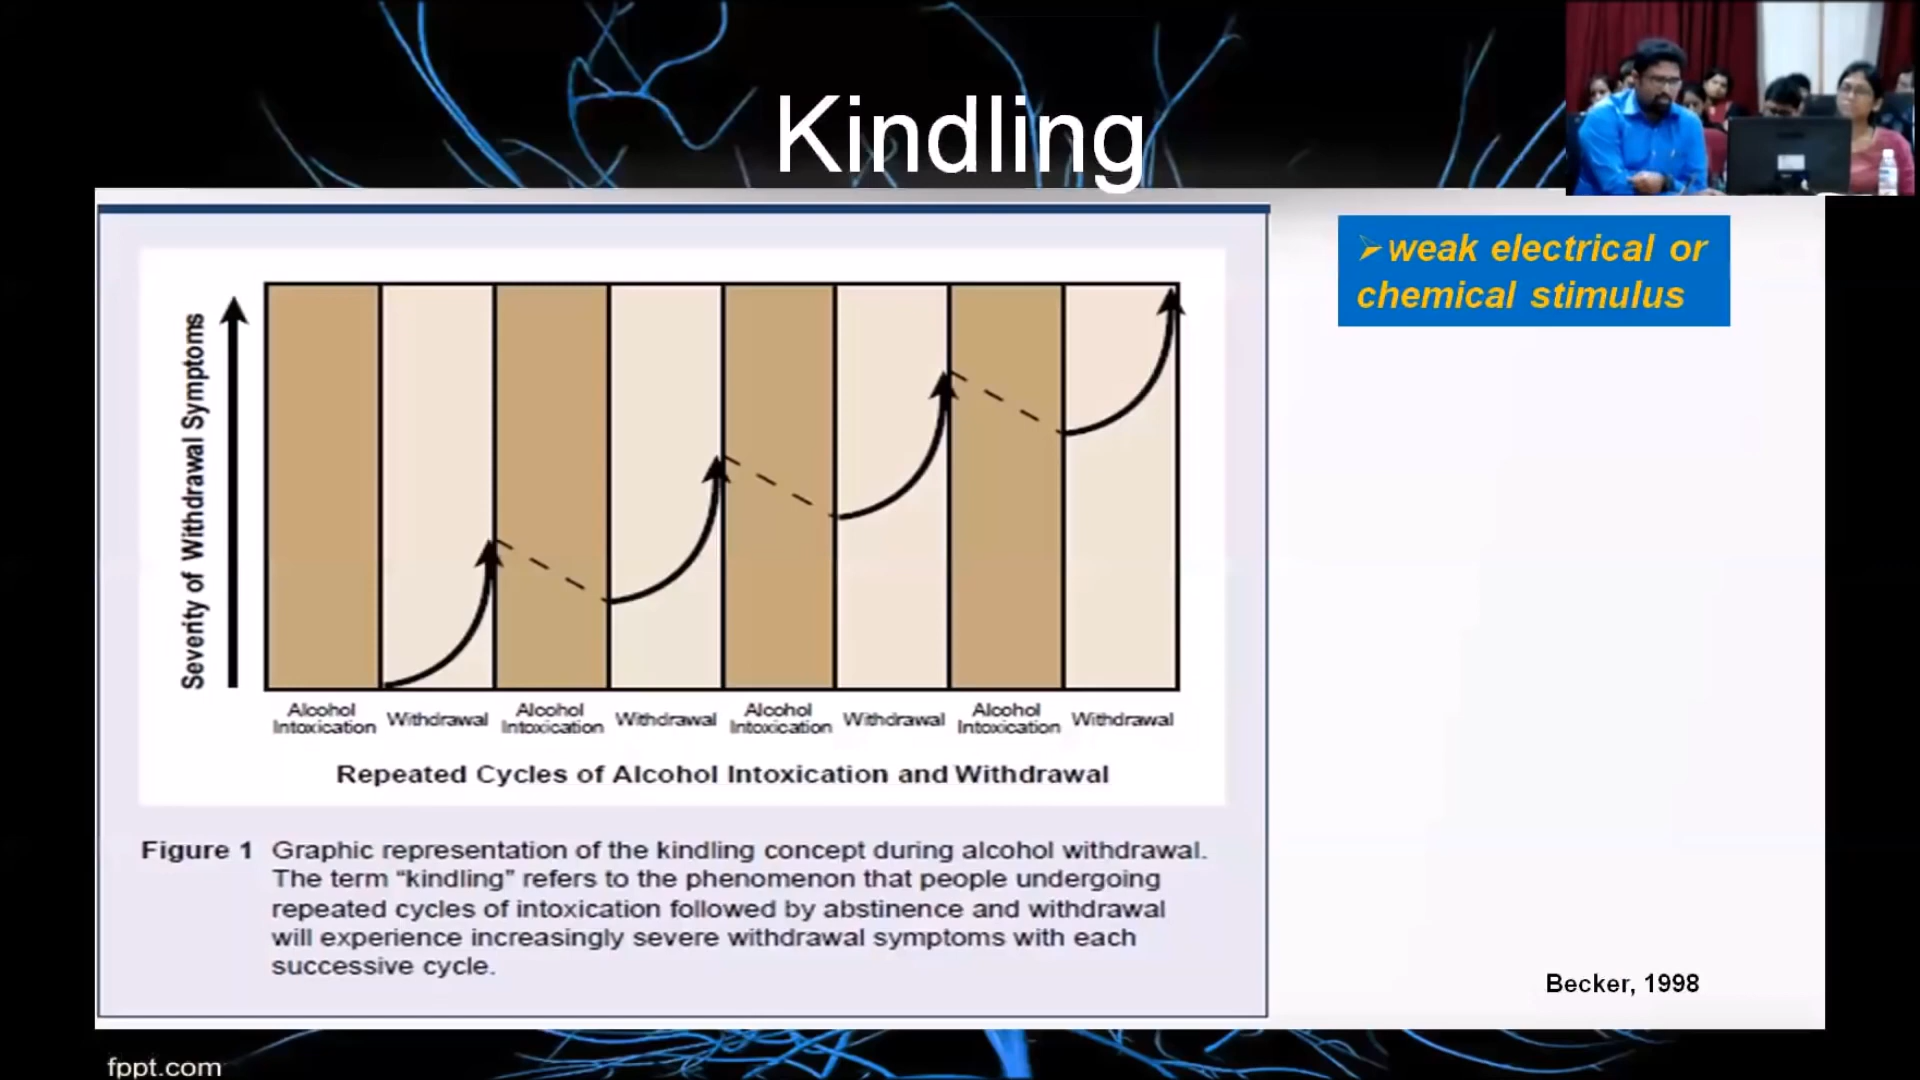 Kindling
➢weak electrical or
chemical stimulus
Severity of Withdrawal Symptoms
Alcohol
Intoxication
Withdrawal
Alcohol
Intoxication
Withdrawal
Alcohol
Intoxication
Withdrawal
Alcohol
Intoxication
Withdrawal
Repeated Cycles of Alcohol Intoxication and Withdrawal
Figure 1 Graphic representation of the kindling concept during alcohol withdrawal.
The term “kindling” refers to the phenomenon that people undergoing
repeated cycles of intoxication followed by abstinence and withdrawal
will experience increasingly severe withdrawal symptoms with each
successive cycle.
Becker, 1998
fppt.com